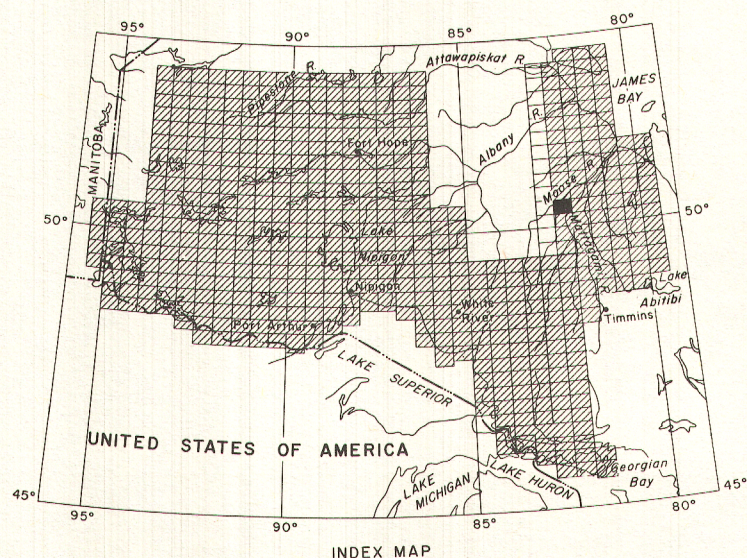 95°
90°
85°
80°
Attawapiskat R.
Pipestone R.
JAMES
BAY
MANITOBA
Fort Hope
Albany R.
Moose R.
50°
50°
Lake
Nipigon
Mattagami R.
Nipigon
Lake
Abitibi
White
River
Timmins
Port Arthur
LAKE SUPERIOR
UNITED STATES OF AMERICA
LAKE
MICHIGAN
LAKE HURON
Georgian
Bay
45°
45°
95°
90°
85°
80°
INDEX MAP